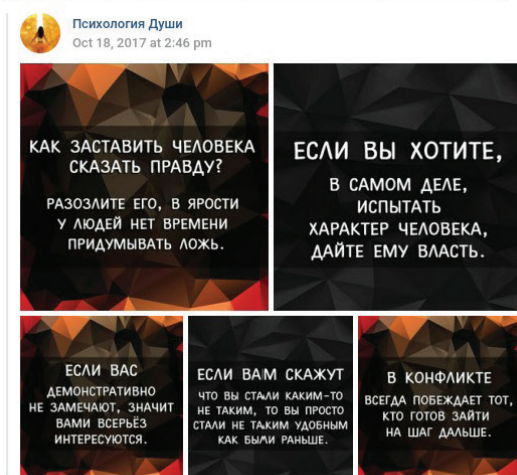 Психология Души
Oct 18, 2017 at 2:46 pm
КАК ЗАСТАВИТЬ ЧЕЛОВЕКА
СКАЗАТЬ ПРАВДУ?
РАЗОЗЛИТЕ ЕГО, В ЯРОСТИ
У ЛЮДЕЙ НЕТ ВРЕМЕНИ
ПРИДУМЫВАТЬ ЛОЖЬ.
ЕСЛИ ВЫ ХОТИТЕ,
В САМОМ ДЕЛЕ,
ИСПЫТАТЬ
ХАРАКТЕР ЧЕЛОВЕКА,
ДАЙТЕ ЕМУ ВЛАСТЬ.
ЕСЛИ ВАС
ДЕМОНСТРАТИВНО
НЕ ЗАМЕЧАЮТ, ЗНАЧИТ
ВАМИ ВСЕРЬЁЗ
ИНТЕРЕСУЮТСЯ.
ЕСЛИ ВАМ СКАЖУТ
ЧТО ВЫ СТАЛИ КАКИМ-ТО
НЕ ТАКИМ, ТО ВЫ ПРОСТО
СТАЛИ НЕ ТАКИМ УДОБНЫМ
КАК БЫЛИ РАНЬШЕ.
В КОНФЛИКТЕ
ВСЕГДА ПОБЕЖДАЕТ ТОТ,
КТО ГОТОВ ЗАЙТИ
НА ШАГ ДАЛЬШЕ.